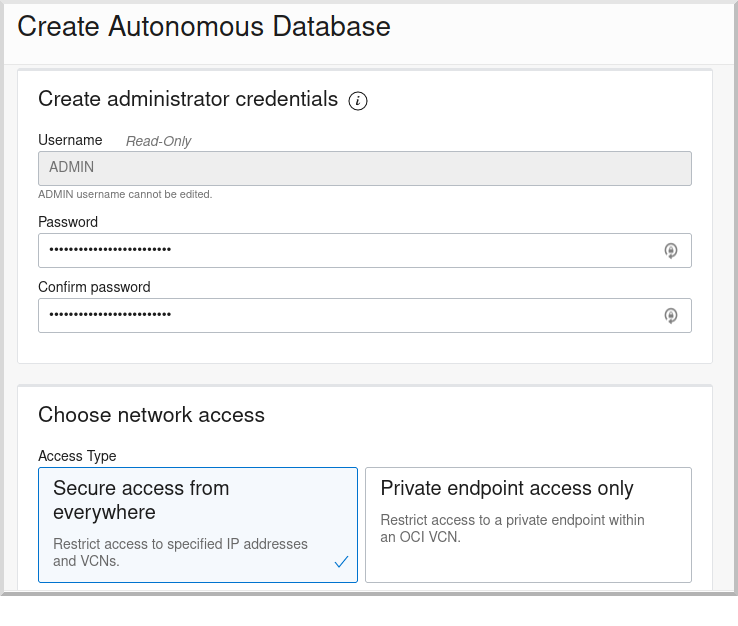 Create Autonomous Database
Create administrator credentials
Username Read-Only
ADMIN
ADMIN username cannot be edited.
Password
•••••••••••••••••••••••••
Confirm password
•••••••••••••••••••••••••
Choose network access
Access Type
Secure access from
everywhere
Restrict access to specified IP addresses
and VCNs.
Private endpoint access only
Restrict access to a private endpoint within
an OCI VCN.